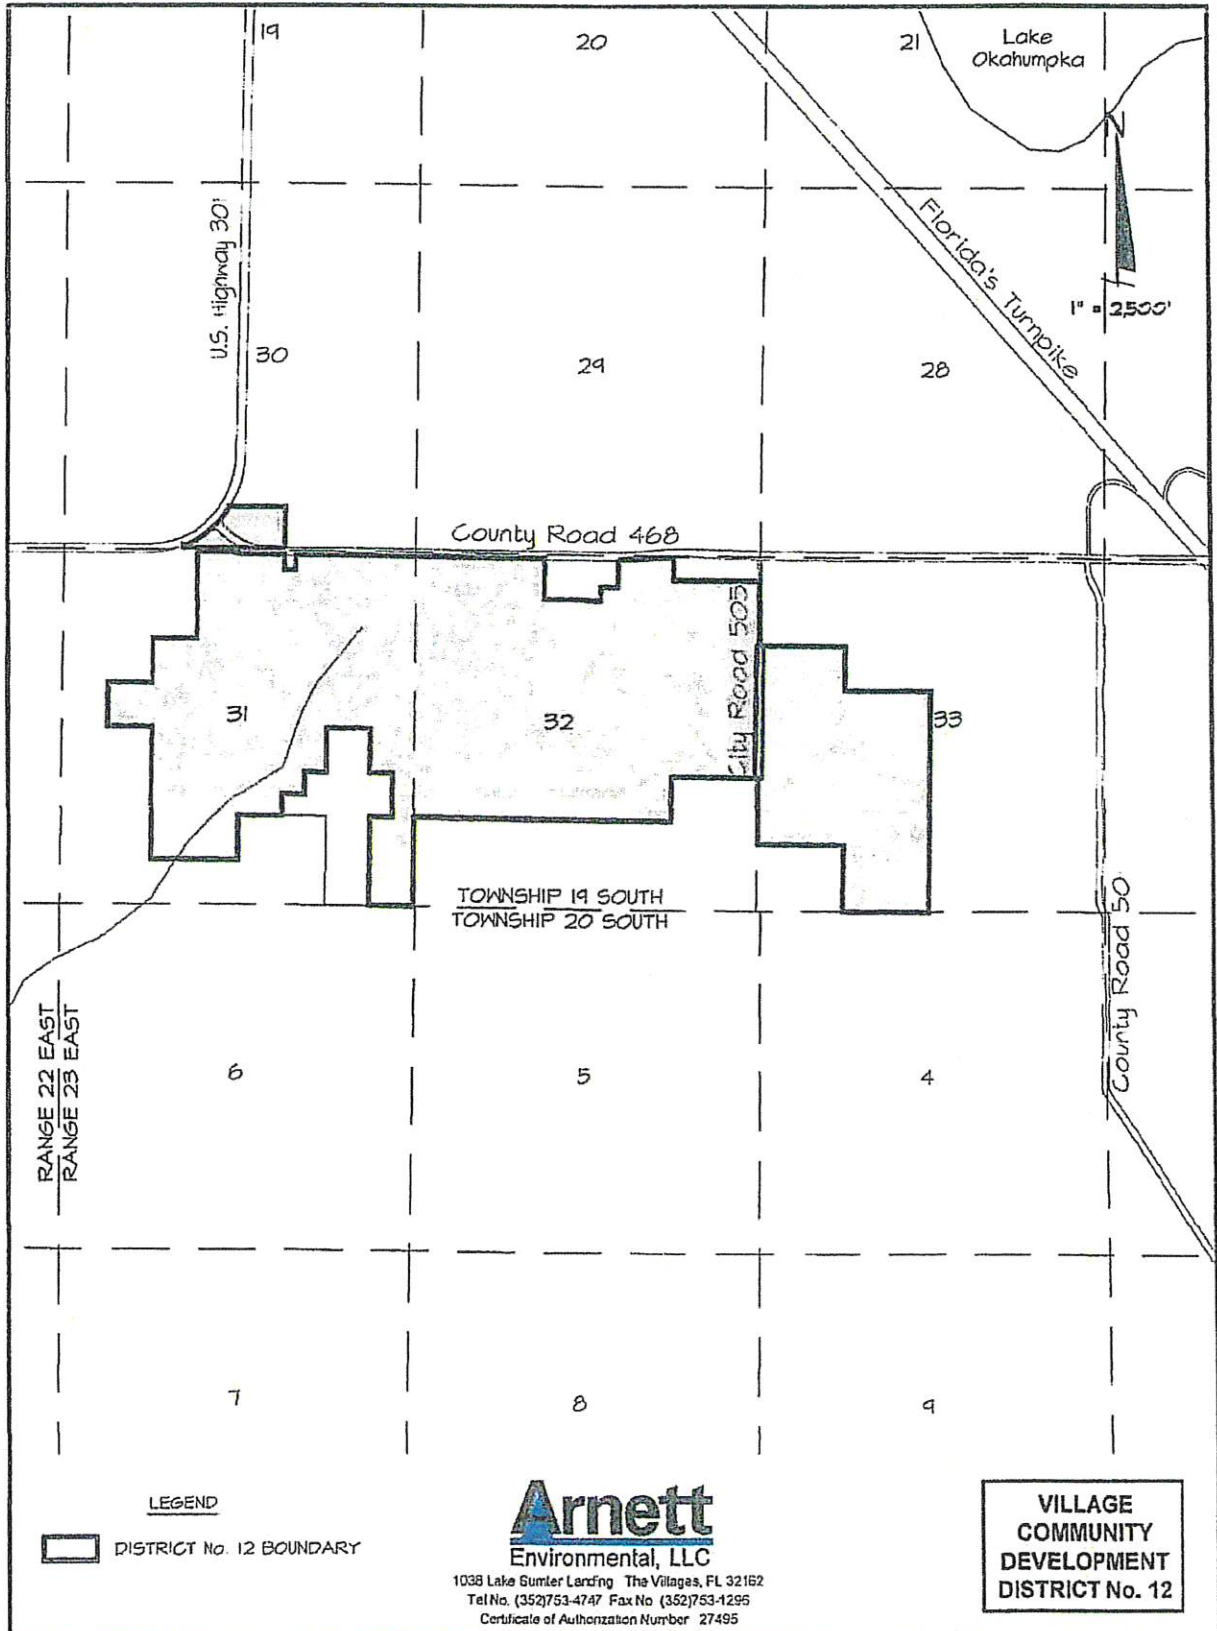 19
20
21
Lake
Okahumpka
N
U.S. Highway 301
Florida's Turnpike
1" = 2,500'
30
29
28
County Road 468
City Road 505
31
32
33
TOWNSHIP 19 SOUTH
TOWNSHIP 20 SOUTH
RANGE 22 EAST
RANGE 23 EAST
County Road 50
6
5
4
7
8
9
LEGEND
DISTRICT No. 12 BOUNDARY
Arnett
Environmental, LLC
1038 Lake Sumter Landing The Villages, FL 32162
Tel No. (352)753-4747 Fax No (352)753-1296
Certificate of Authorization Number 27495
VILLAGE
COMMUNITY
DEVELOPMENT
DISTRICT No. 12